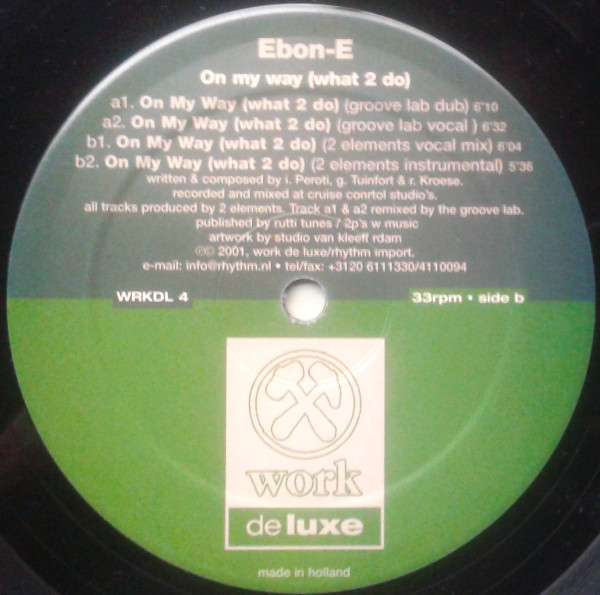 Ebon-E
On my way (what 2 do)
a1. On My Way (what 2 do) (groove lab dub) 6"10
a2. On My Way (what 2 do) (groove lab vocal ) 6'32
b1. On My Way (what 2 do) (2 elements vocal mix) 6'04
b2. On My Way (what 2 do) (2 elements instrumental) 5'36
written & composed by i. Peroti, g. Tuinfort & r. Kroese.
recorded and mixed at cruise conrtol studio's.
all tracks produced by 2 elements. Track a1 & a2 remixed by the groove lab.
published by rutti tunes / 2p's w music
artwork by studio van kleeff rdam
℗© 2001, work de luxe/rhythm import.
e-mail: info@rhythm.nl • tel/fax: +3120 6111330/4110094
WRKDL 4 33rpm • side b
work
de luxe
made in holland